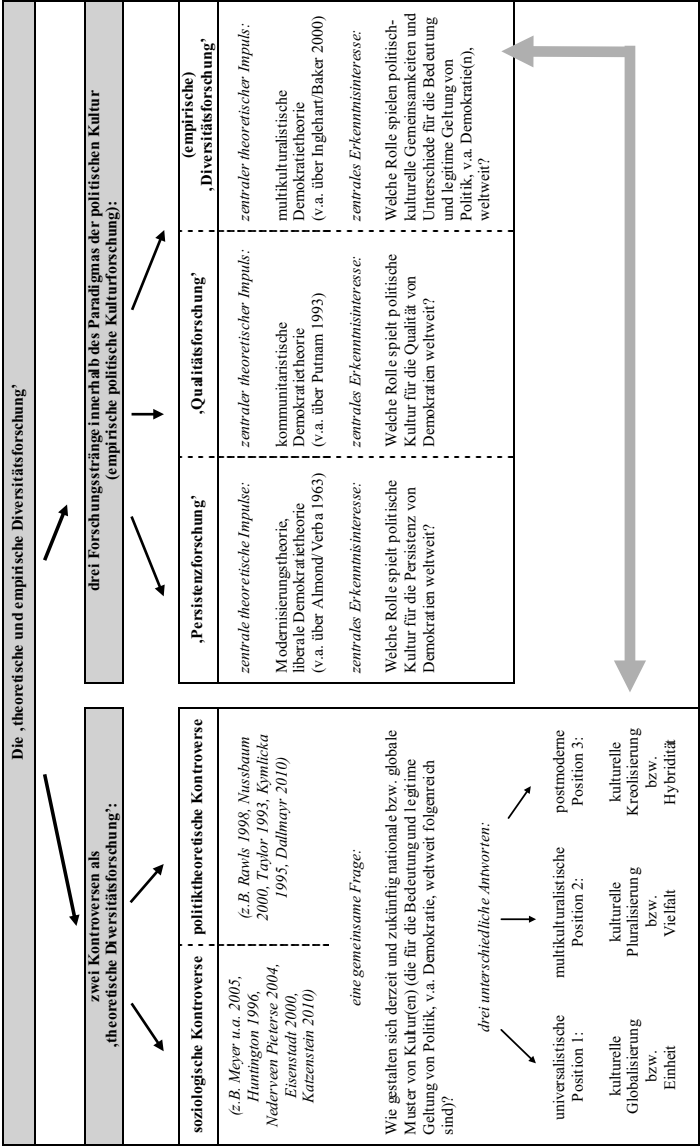 Die ‚theoretische und empirische Diversitätsforschung’
zwei Kontroversen als
‚theoretische Diversitätsforschung’:
soziologische Kontroverse
(z.B. Meyer u.a. 2005,
Huntington 1996,
Nederveen Pieterse 2004,
Eisenstadt 2000,
Katzenstein 2010)
politiktheoretische Kontroverse
(z.B. Rawls 1998, Nussbaum
2000, Taylor 1993, Kymlicka
1995, Dallmayr 2010)
eine gemeinsame Frage:
Wie gestalten sich derzeit und zukünftig nationale bzw. globale
Muster von Kultur(en) (die für die Bedeutung und legitime
Geltung von Politik, v.a. Demokratie, weltweit folgenreich
sind)?
drei unterschiedliche Antworten:
universalistische
Position 1:
kulturelle
Globalisierung
bzw.
Einheit
multikulturalistische
Position 2:
kulturelle
Pluralisierung
bzw.
Vielfalt
postmoderne
Position 3:
kulturelle
Kreolisierung
bzw.
Hybridität
drei Forschungsstränge innerhalb des Paradigmas der politischen Kultur
(empirische politische Kulturforschung):
‚Persistenzforschung’
zentrale theoretische Impulse:
Modernisierungstheorie,
liberale Demokratietheorie
(v.a. über Almond/Verba 1963)
zentrales Erkenntnisinteresse:
Welche Rolle spielt politische
Kultur für die Persistenz von
Demokratien weltweit?
‚Qualitätsforschung’
zentraler theoretischer Impuls:
kommunitaristische
Demokratietheorie
(v.a. über Putnam 1993)
zentrales Erkenntnisinteresse:
Welche Rolle spielt politische
Kultur für die Qualität von
Demokratien weltweit?
(empirische)
‚Diversitätsforschung’
zentraler theoretischer Impuls:
multikulturalistische
Demokratietheorie
(v.a. über Inglehart/Baker 2000)
zentrales Erkenntnisinteresse:
Welche Rolle spielen politisch-
kulturelle Gemeinsamkeiten und
Unterschiede für die Bedeutung
und legitime Geltung von
Politik, v.a. Demokratie(n),
weltweit?